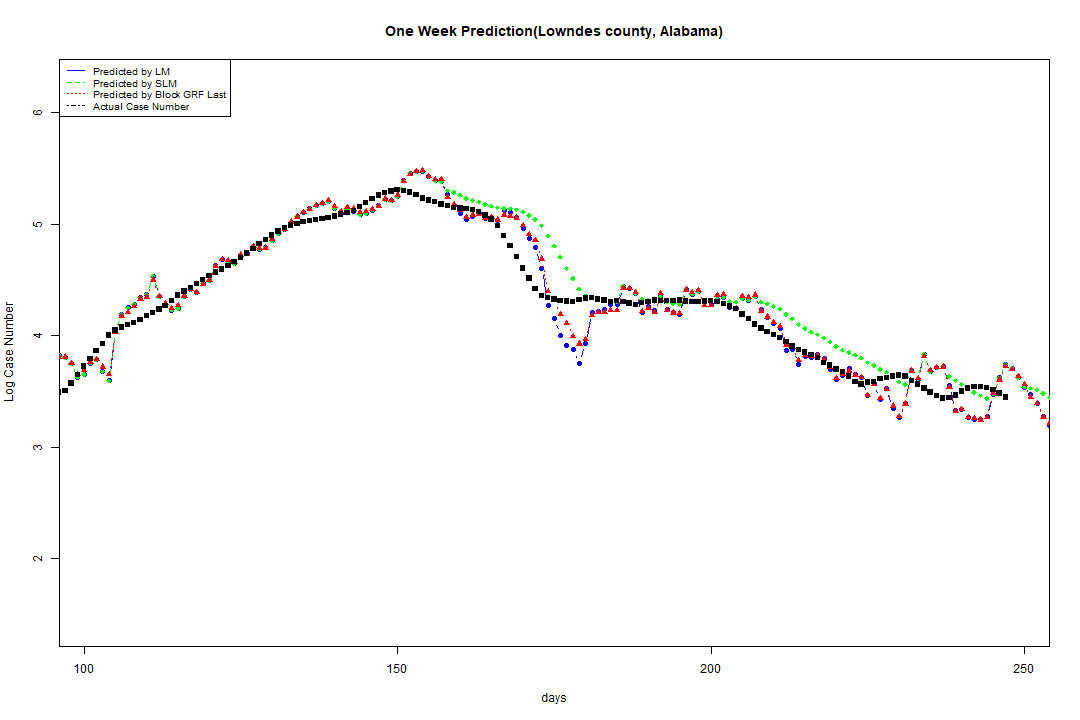 One Week Prediction(Lowndes county, Alabama)
Predicted by LM
Predicted by SLM
Predicted by Block GRF Last
Actual Case Number
6
5
4
3
2
Log Case Number
100
150
200
250
days